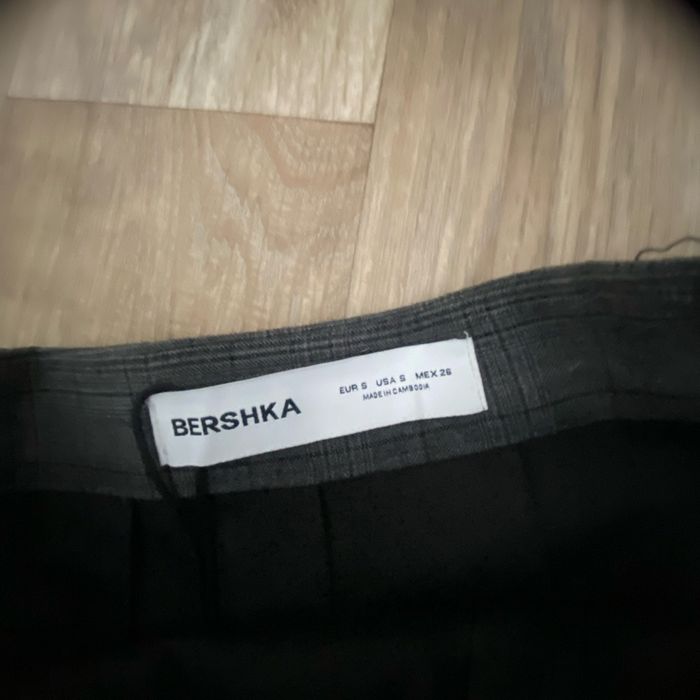 BERSHKA
EUR S USA S MEX 26
MADE IN CAMBODIA